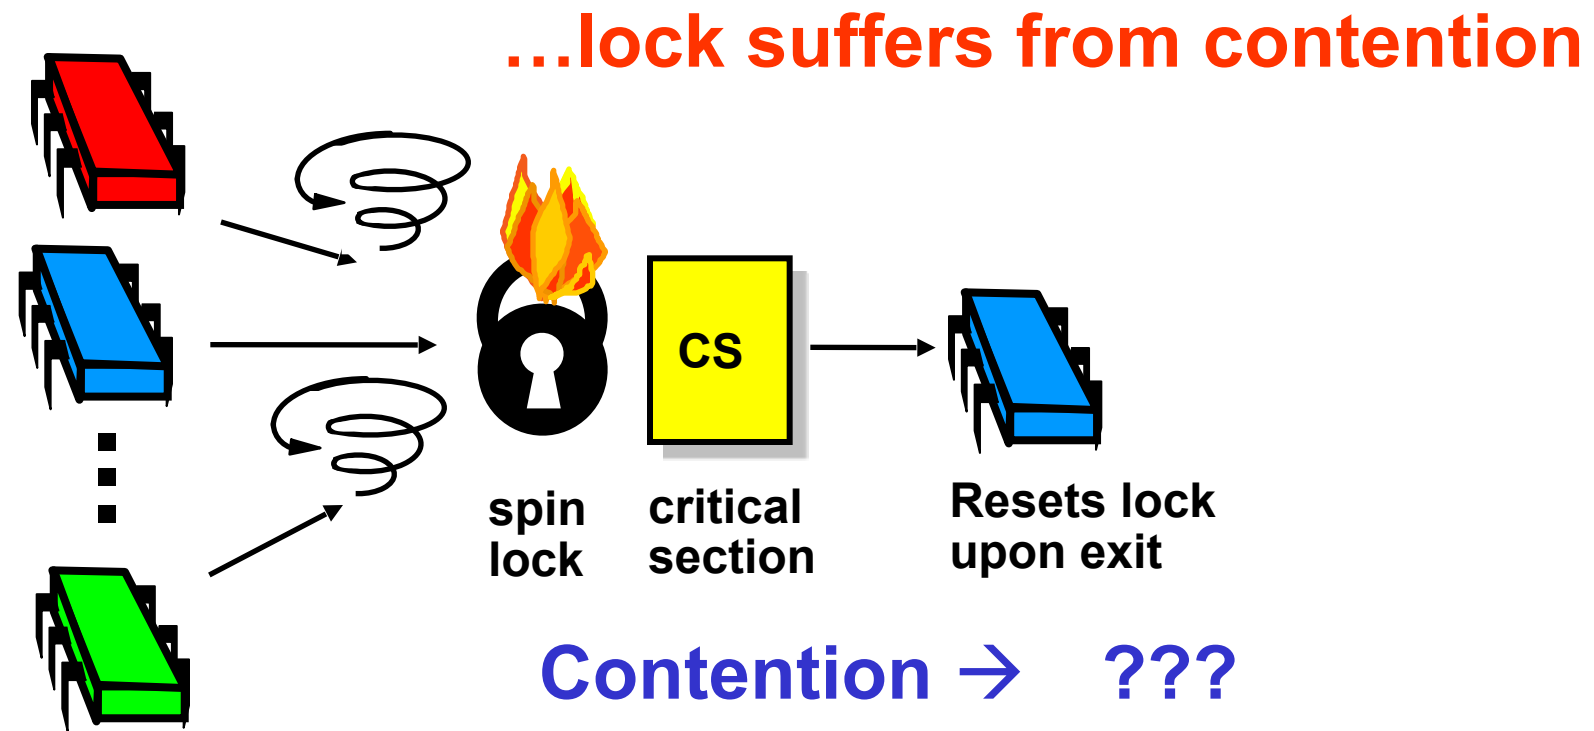 …lock suffers from contention
CS
spin
lock
critical
section
Resets lock
upon exit
Contention → ???